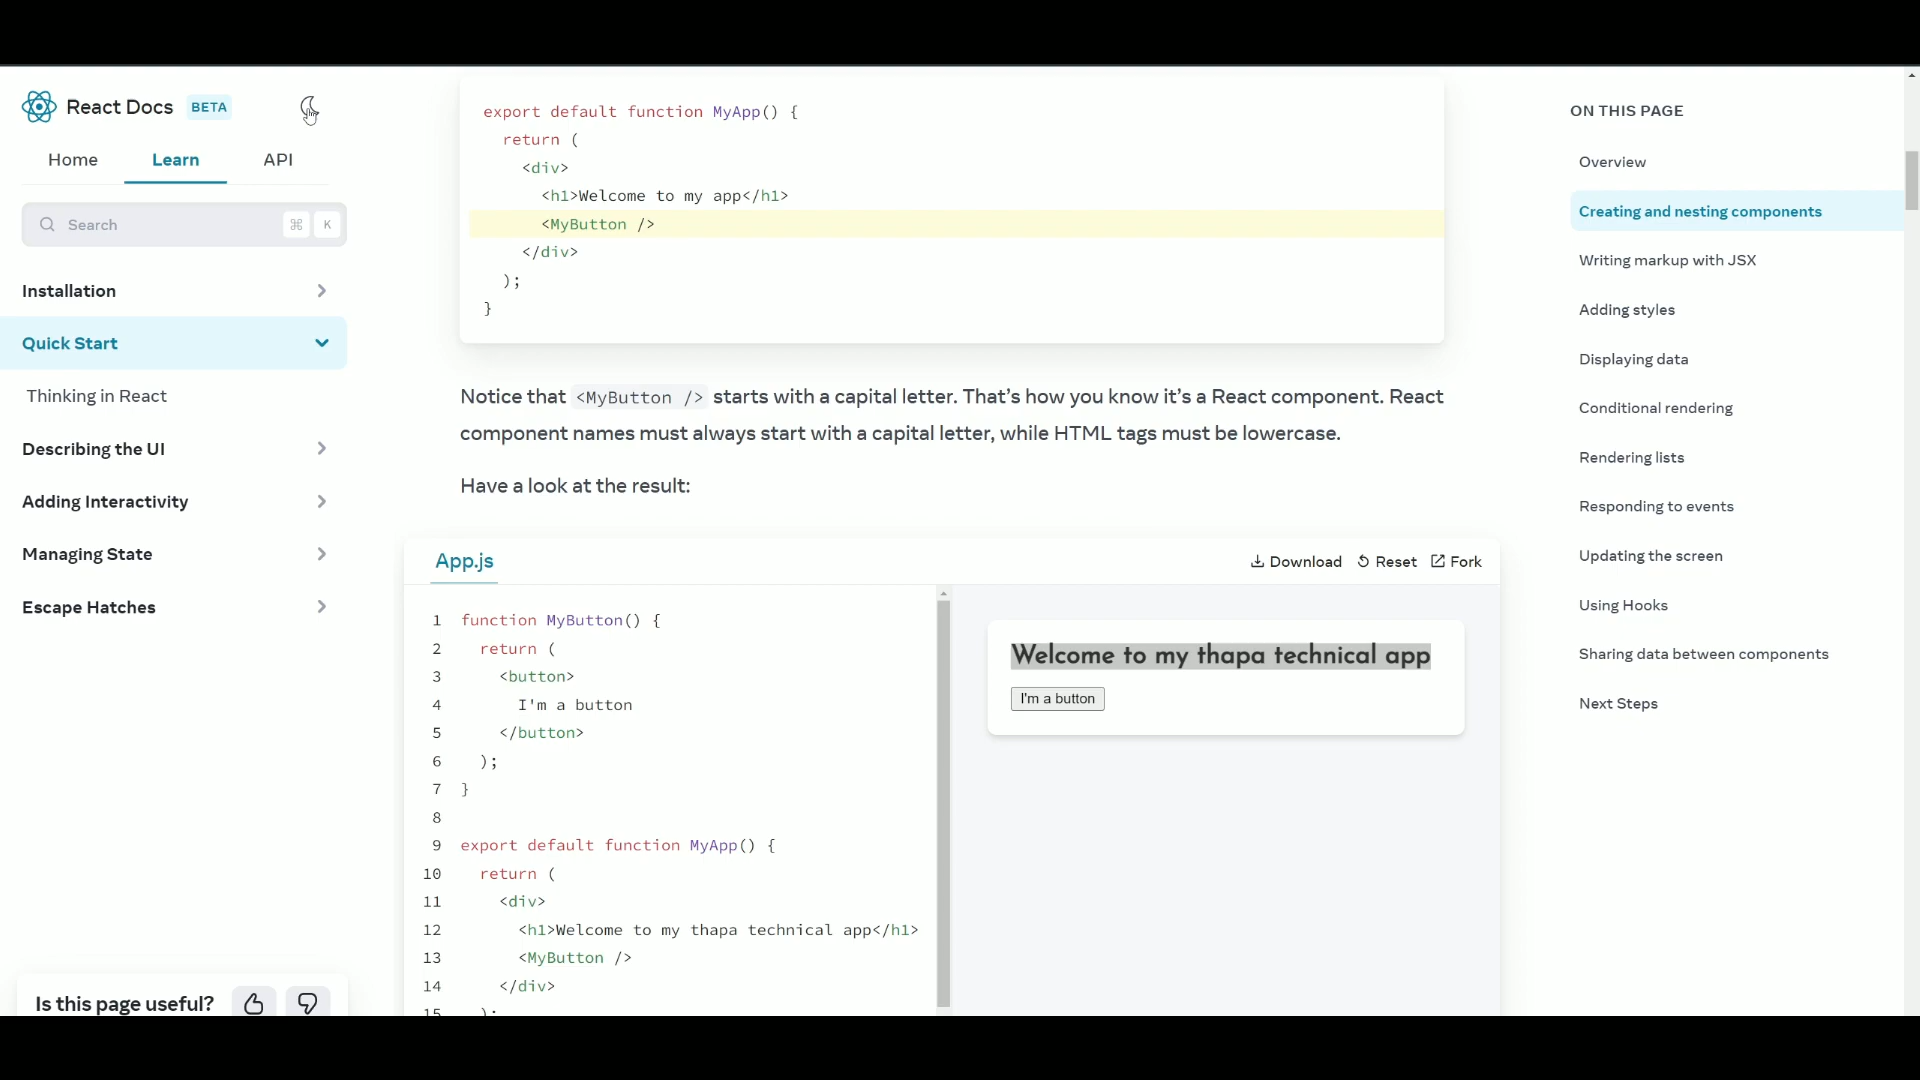 React Docs BETA
Home Learn API
Search ⌘ K
Installation
Quick Start
Thinking in React
Describing the UI
Adding Interactivity
Managing State
Escape Hatches
Is this page useful?
export default function MyApp() {
return (
<div>
<h1>Welcome to my app</h1>
<MyButton />
</div>
);
}
Notice that <MyButton /> starts with a capital letter. That’s how you know it’s a React component. React
component names must always start with a capital letter, while HTML tags must be lowercase.
Have a look at the result:
App.js
Download Reset Fork
1 function MyButton() {
2 return (
3 <button>
4 I'm a button
5 </button>
6 );
7 }
8
9 export default function MyApp() {
10 return (
11 <div>
12 <h1>Welcome to my thapa technical app</h1>
13 <MyButton />
14 </div>
15 );
Welcome to my thapa technical app
I'm a button
ON THIS PAGE
Overview
Creating and nesting components
Writing markup with JSX
Adding styles
Displaying data
Conditional rendering
Rendering lists
Responding to events
Updating the screen
Using Hooks
Sharing data between components
Next Steps